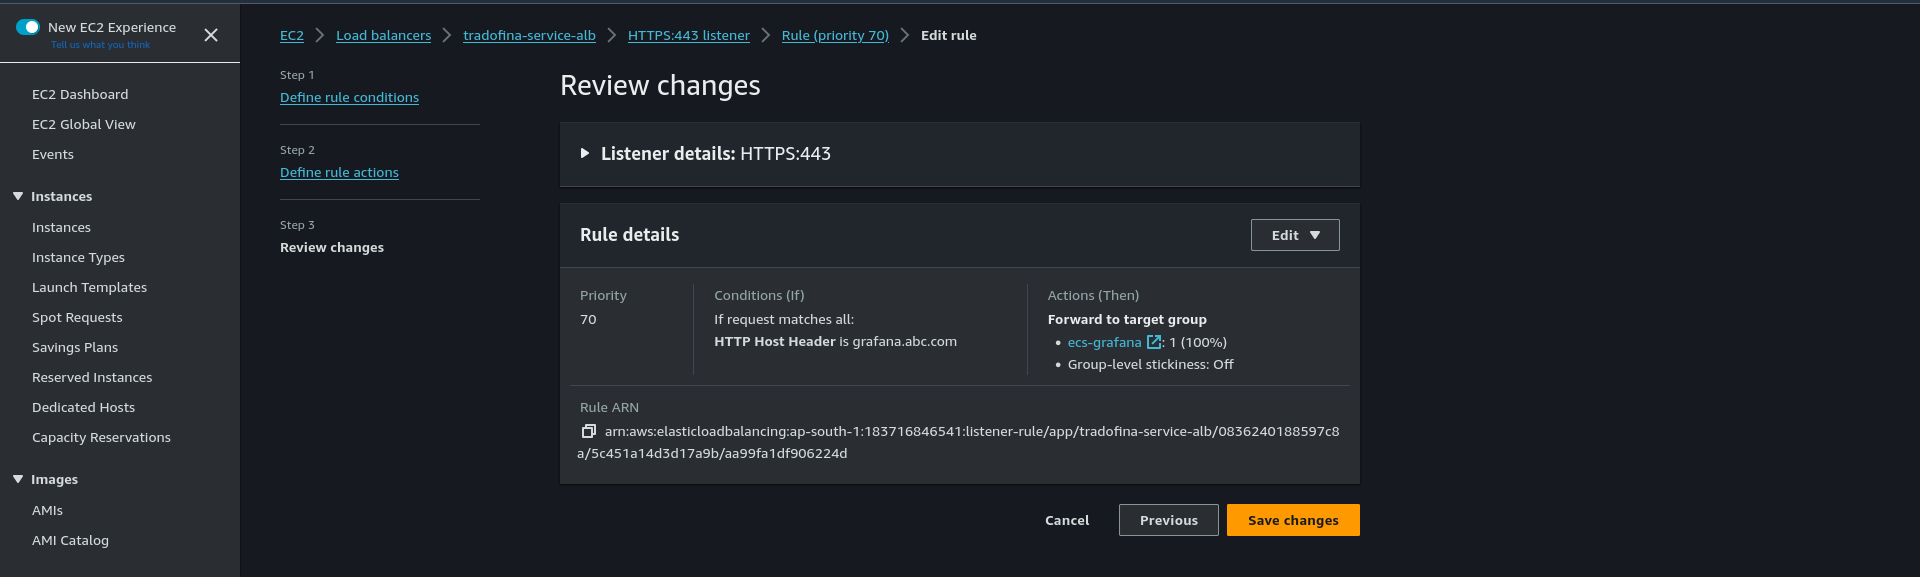 New EC2 Experience
Tell us what you think
EC2 Dashboard
EC2 Global View
Events
Instances
Instances
Instance Types
Launch Templates
Spot Requests
Savings Plans
Reserved Instances
Dedicated Hosts
Capacity Reservations
Images
AMIs
AMI Catalog
EC2 Load balancers tradofina-service-alb HTTPS:443 listener Rule (priority 70) Edit rule
Step 1
Define rule conditions
Step 2
Define rule actions
Step 3
Review changes
Review changes
Listener details: HTTPS:443
Rule details
Edit
Priority
70
Conditions (If)
If request matches all:
HTTP Host Header is grafana.abc.com
Actions (Then)
Forward to target group
• ecs-grafana : 1 (100%)
• Group-level stickiness: Off
Rule ARN
arn:aws:elasticloadbalancing:ap-south-1:183716846541:listener-rule/app/tradofina-service-alb/0836240188597c8
a/5c451a14d3d17a9b/aa99fa1df906224d
Cancel
Previous
Save changes